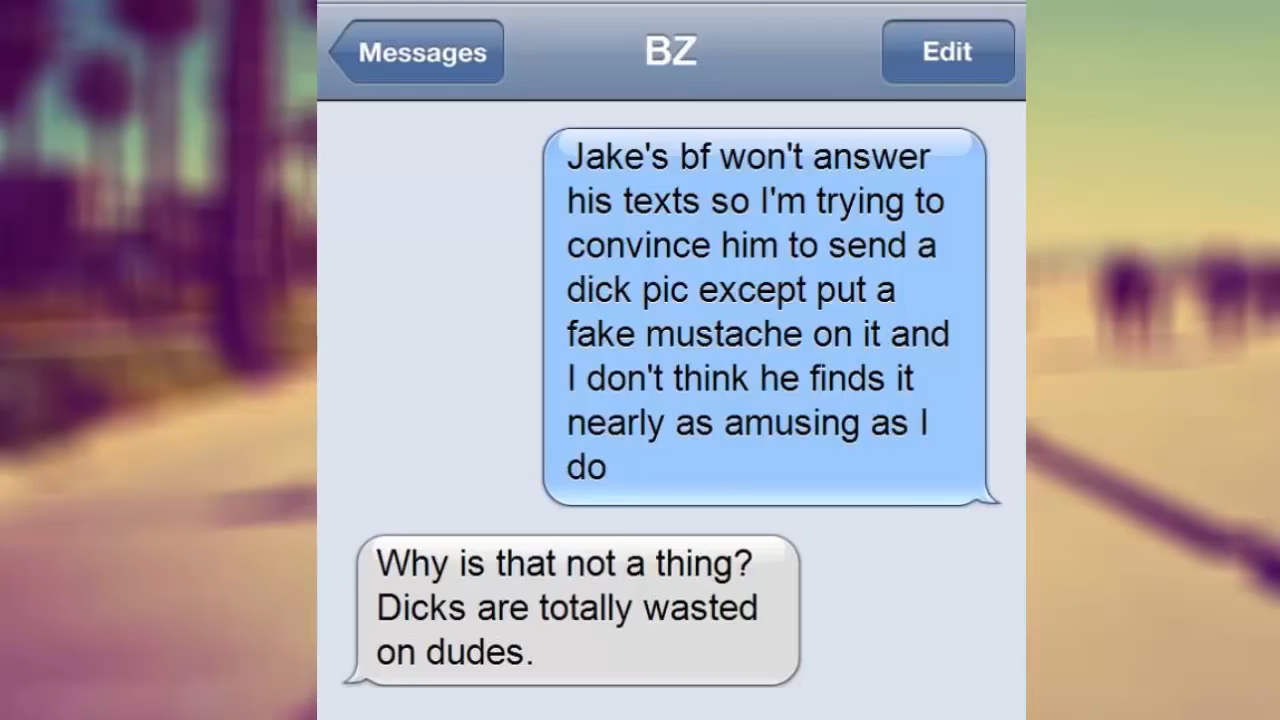 Messages
BZ
Edit
Jake's bf won't answer
his texts so I'm trying to
convince him to send a
dick pic except put a
fake mustache on it and
I don't think he finds it
nearly as amusing as I
do
Why is that not a thing?
Dicks are totally wasted
on dudes.